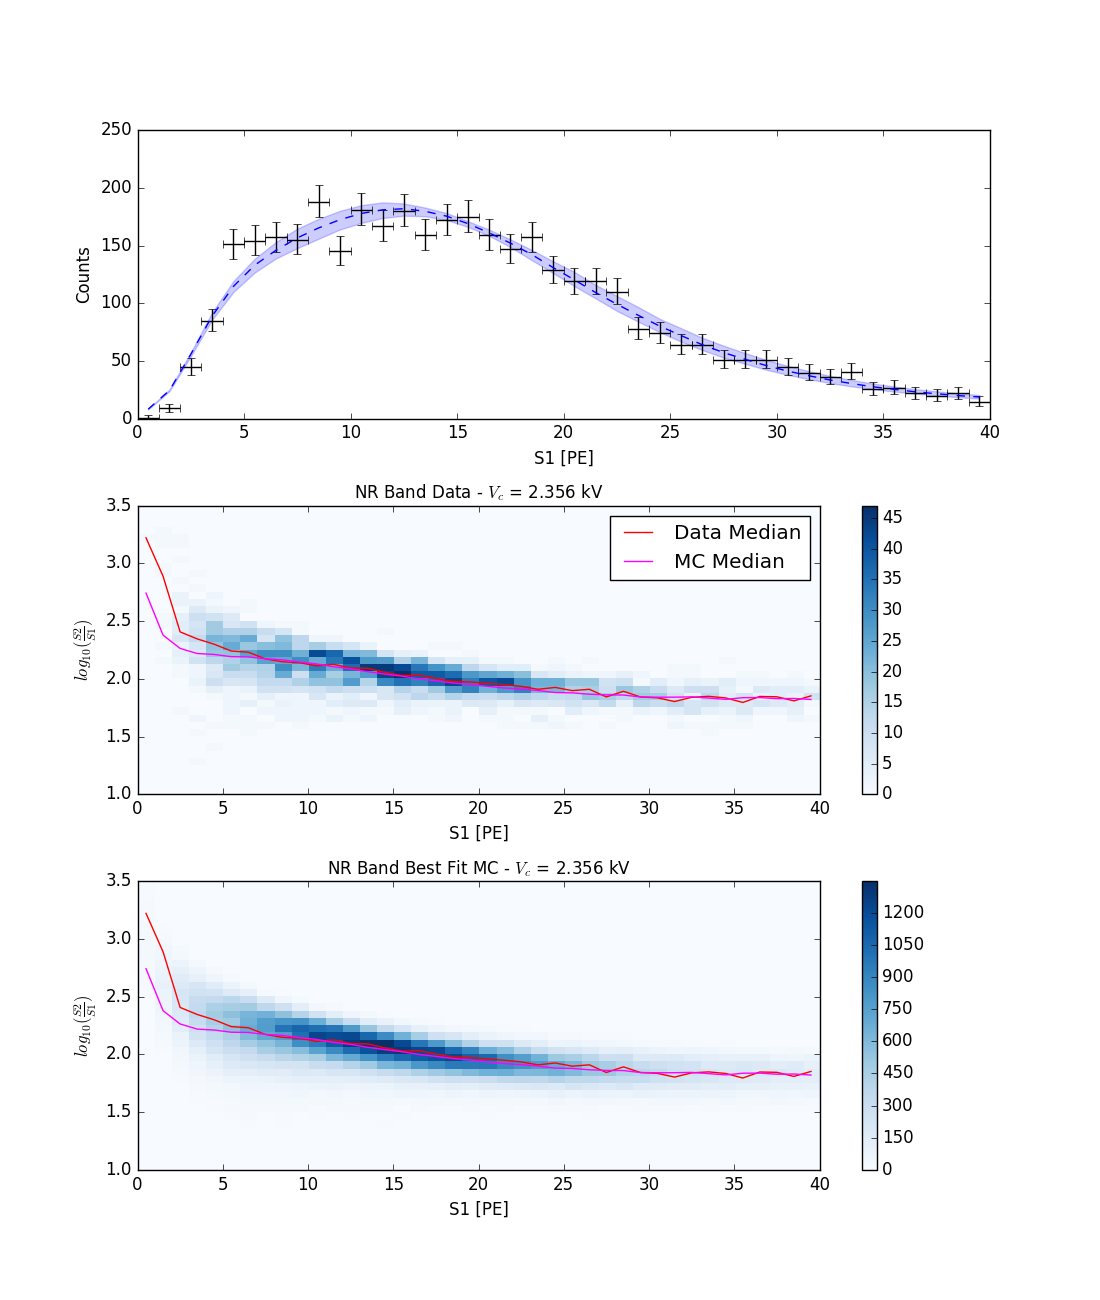 250
200
150
100
50
0
Counts
0 5 10 15 20 25 30 35 40
S1 [PE]
NR Band Data - V_c = 2.356 kV
3.5
3.0
2.5
2.0
1.5
1.0
log_10(S2/S1)
Data Median
MC Median
45
40
35
30
25
20
15
10
5
0
0 5 10 15 20 25 30 35 40
S1 [PE]
NR Band Best Fit MC - V_c = 2.356 kV
3.5
3.0
2.5
2.0
1.5
1.0
log_10(S2/S1)
1200
1050
900
750
600
450
300
150
0
0 5 10 15 20 25 30 35 40
S1 [PE]